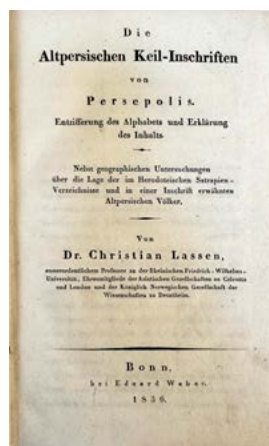 Die
Altpersischen Keil-Inschriften
von
Persepolis.
Entzifferung des Alphabets und Erklärung
des Inhalts.
Nebst geographischen Untersuchungen
über die Lage der im Herodoteischen Satrapien-
Verzeichnisse und in einer Inschrift erwähnten
Altpersischen Völker.
Von
Dr. Christian Lassen,
ausserordentlichem Professor an der Rheinischen Friedrich-Wilhelms-
Universität, Ehrenmitgliede der Asiatischen Gesellschaften zu Calcutta
und London und der Königlich Norwegischen Gesellschaft der
Wissenschaften zu Drontheim.
Bonn,
bei Eduard Weber.
1836.